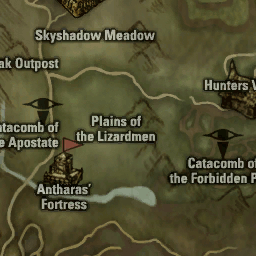 Skyshadow Meadow
ak Outpost
Hunters V
atacomb of
e Apostate
Plains of
the Lizardmen
Catacomb of
the Forbidden P
Antharas'
Fortress